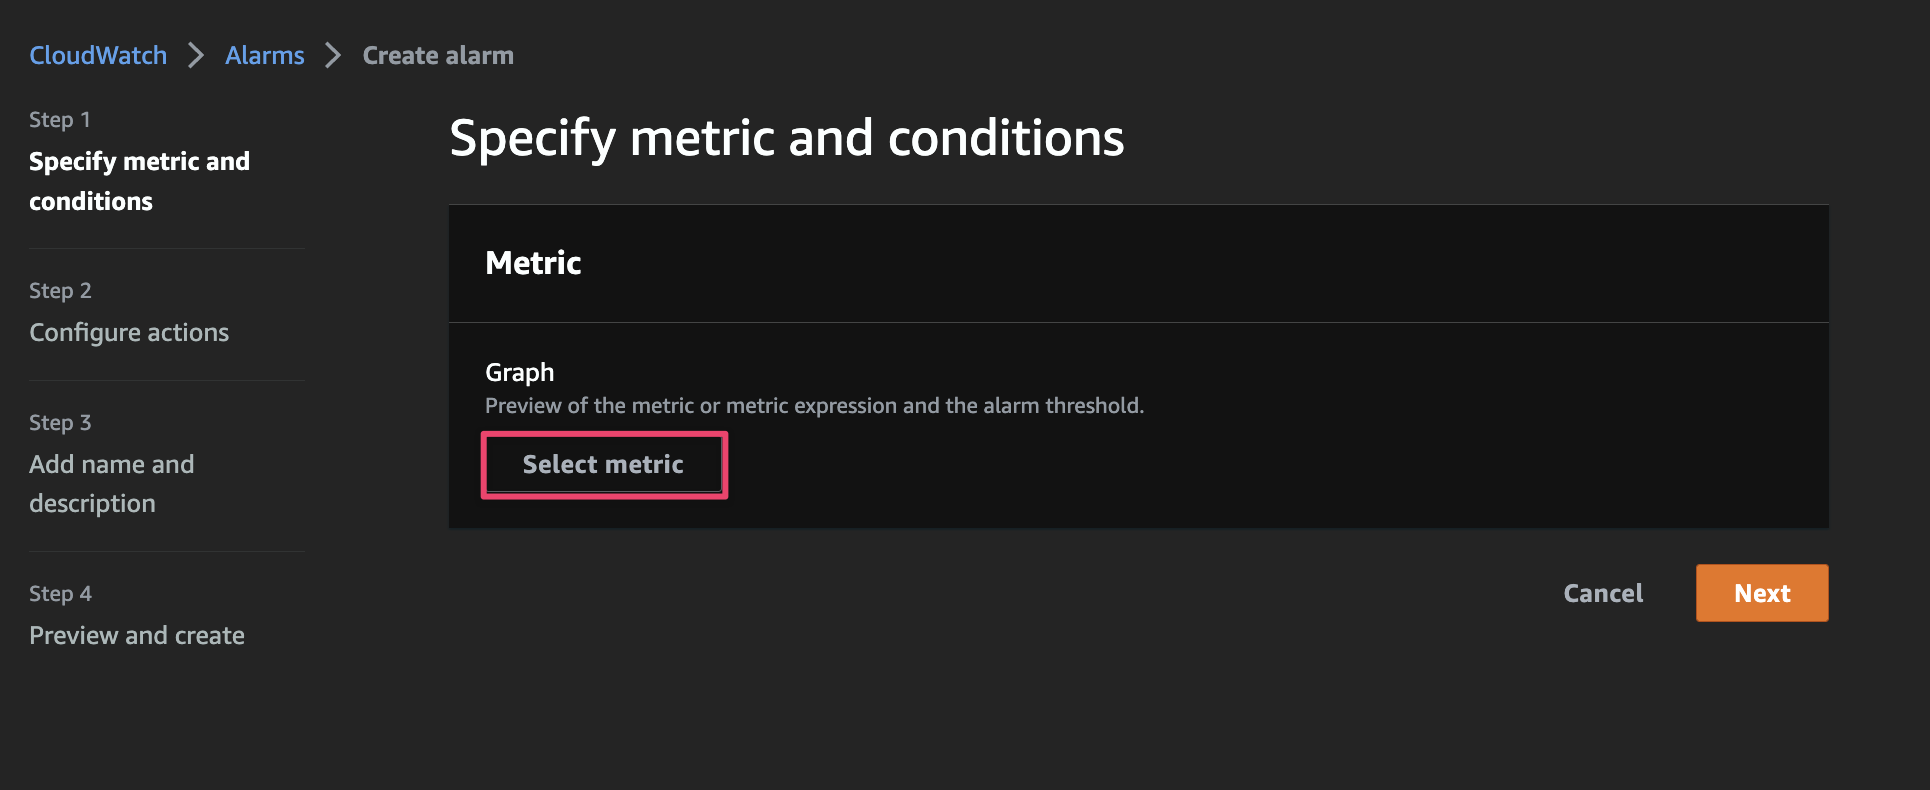 CloudWatch > Alarms > Create alarm
Step 1
Specify metric and
conditions
Step 2
Configure actions
Step 3
Add name and
description
Step 4
Preview and create
Specify metric and conditions
Metric
Graph
Preview of the metric or metric expression and the alarm threshold.
Select metric
Cancel
Next